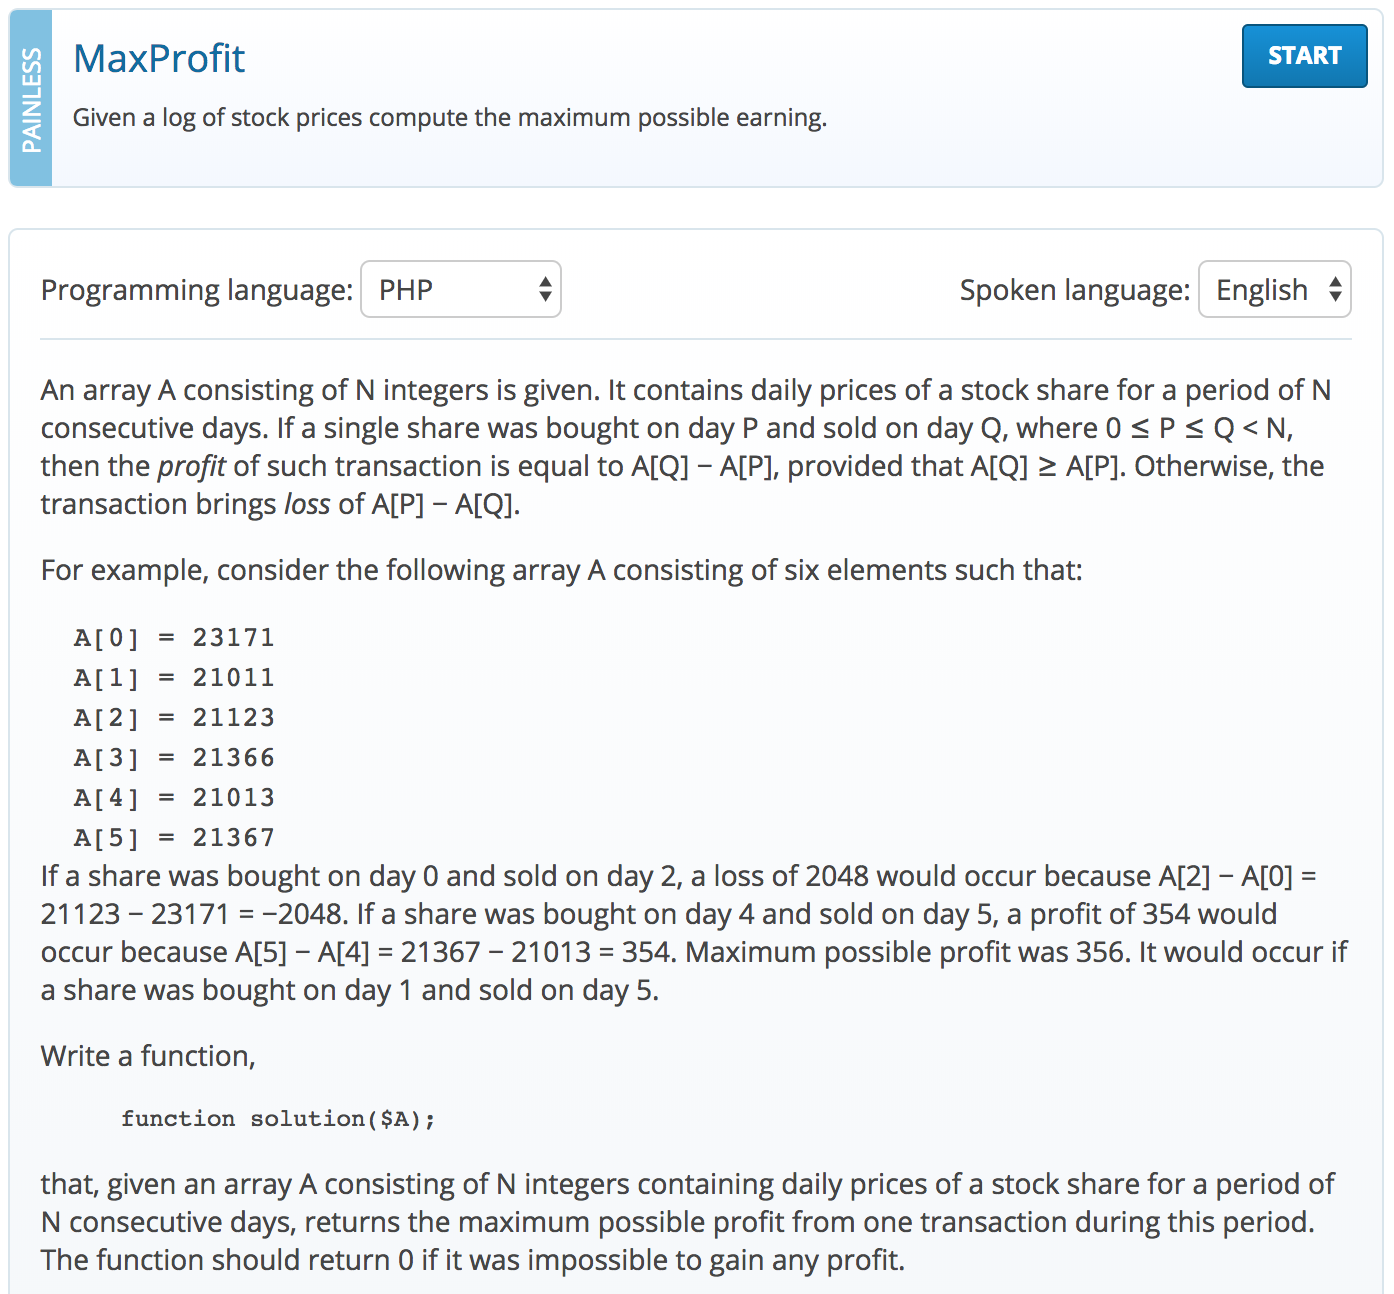 PAINLESS
MaxProfit
START
Given a log of stock prices compute the maximum possible earning.
Programming language: PHP
Spoken language: English
An array A consisting of N integers is given. It contains daily prices of a stock share for a period of N
consecutive days. If a single share was bought on day P and sold on day Q, where 0 ≤ P ≤ Q < N,
then the profit of such transaction is equal to A[Q] − A[P], provided that A[Q] ≥ A[P]. Otherwise, the
transaction brings loss of A[P] − A[Q].
For example, consider the following array A consisting of six elements such that:
A[0] = 23171
A[1] = 21011
A[2] = 21123
A[3] = 21366
A[4] = 21013
A[5] = 21367
If a share was bought on day 0 and sold on day 2, a loss of 2048 would occur because A[2] − A[0] =
21123 − 23171 = −2048. If a share was bought on day 4 and sold on day 5, a profit of 354 would
occur because A[5] − A[4] = 21367 − 21013 = 354. Maximum possible profit was 356. It would occur if
a share was bought on day 1 and sold on day 5.
Write a function,
function solution($A);
that, given an array A consisting of N integers containing daily prices of a stock share for a period of
N consecutive days, returns the maximum possible profit from one transaction during this period.
The function should return 0 if it was impossible to gain any profit.